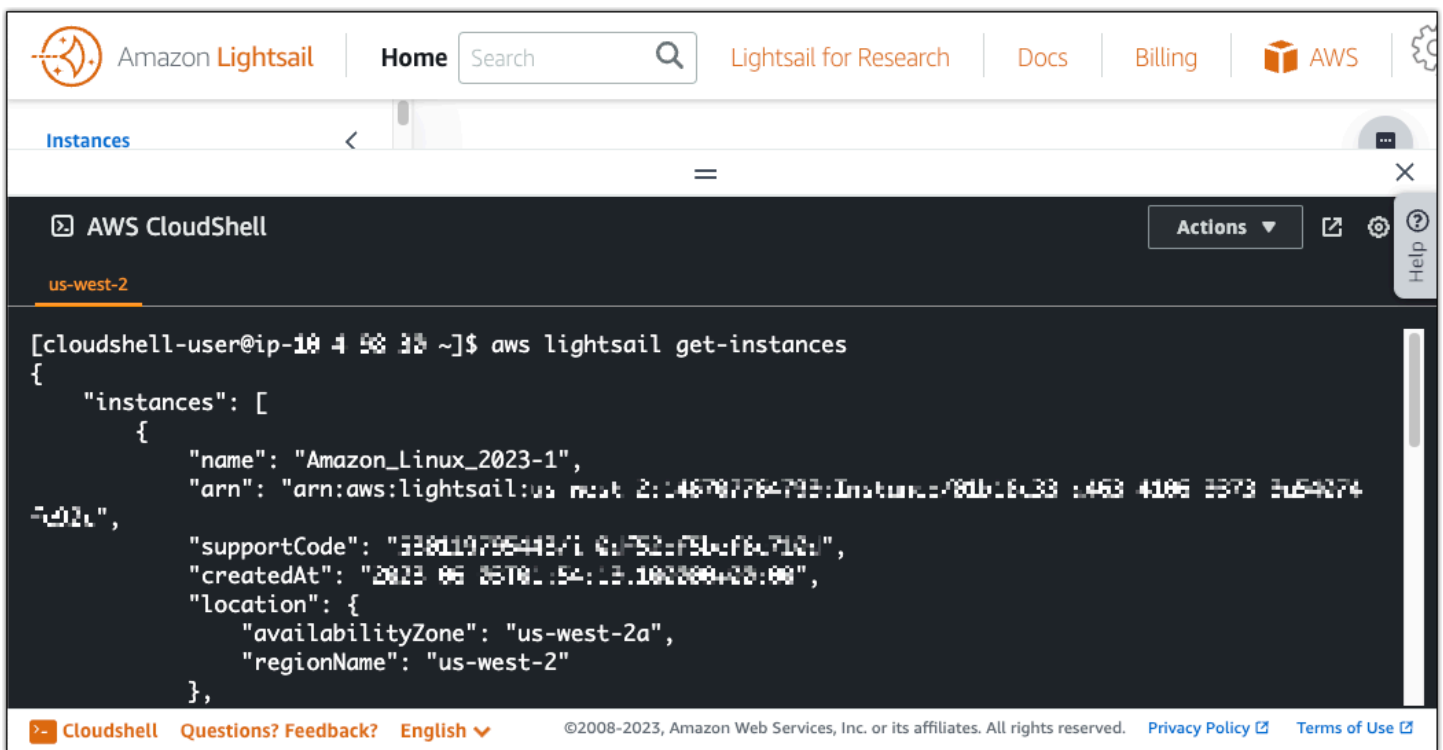 Amazon Lightsail Home Search Lightsail for Research Docs Billing AWS
Instances
AWS CloudShell Actions
Help
us-west-2
[cloudshell-user@ip- ~]$ aws lightsail get-instances
{
"instances": [
{
"name": "Amazon_Linux_2023-1",
"arn": "arn:aws:lightsail:
",
"supportCode": "",
"createdAt": "",
"location": {
"availabilityZone": "us-west-2a",
"regionName": "us-west-2"
},
Cloudshell Questions? Feedback? English ©2008-2023, Amazon Web Services, Inc. or its affiliates. All rights reserved. Privacy Policy Terms of Use